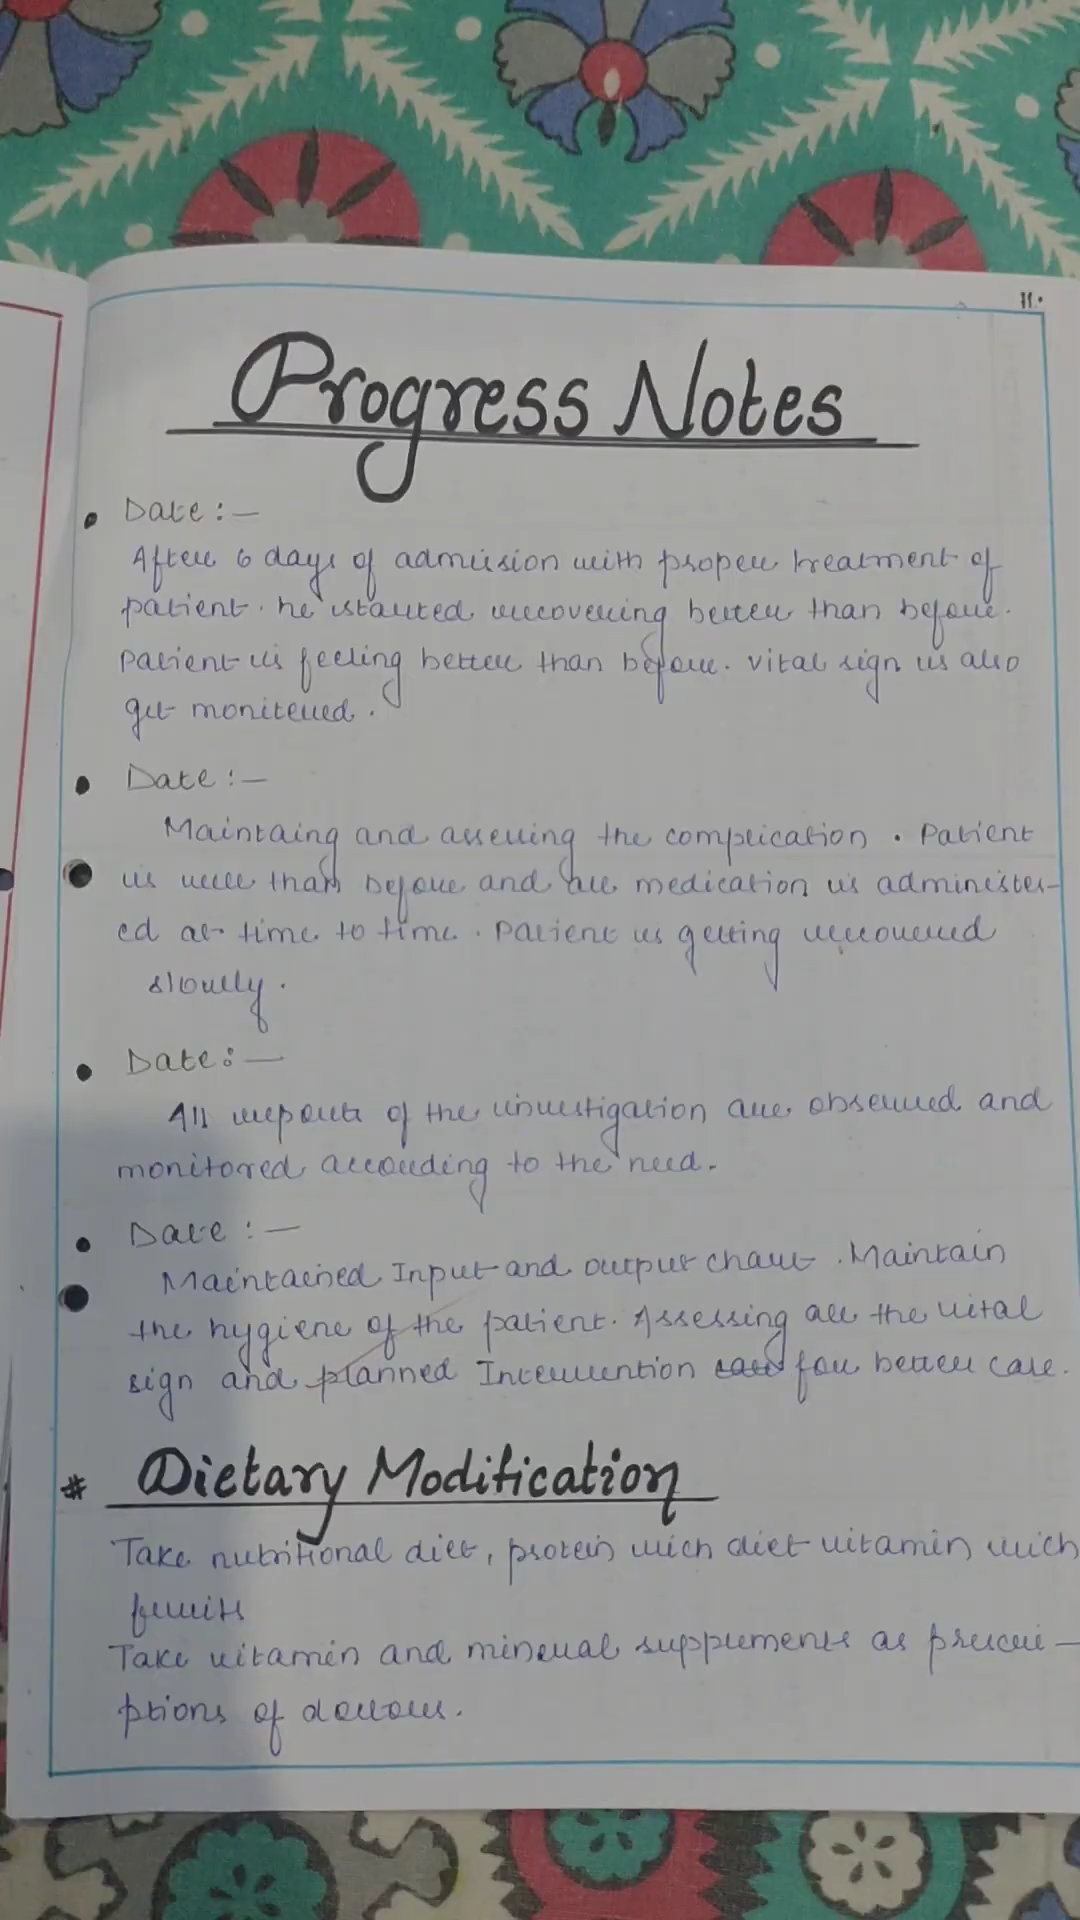 11.
Progress Notes
• Date :-
After 6 days of admission with proper treatment of
patient. he started recovering better than before.
Patient is feeling better than before. vital sign is also
get monitered.
• Date :-
Maintaing and assessing the complication. Patient
is well than before and all medication is administer-
ed at time to time. Patient is getting recovered
slowly.
• Date :-
All reports of the investigation are observed and
monitored according to the need.
• Date :-
Maintained Input and output chart. Maintain
the hygiene of the patient. Assessing all the vital
sign and planned Intervention for better care.
# Dietary Modification
Take nutritional diet, protein rich diet vitamin rich
fruits
Take vitamin and mineral supplements as prescri-
ptions of doctors.